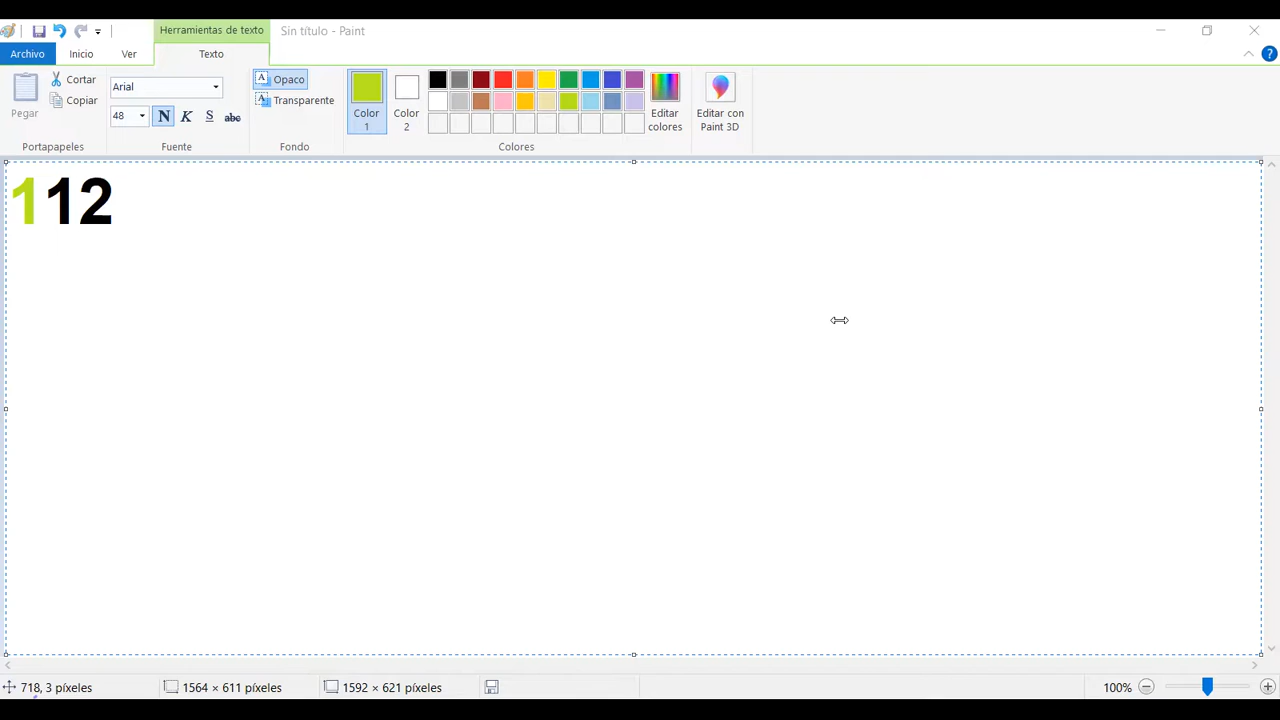 Herramientas de texto
Sin título - Paint
Archivo
Inicio
Ver
Texto
Pegar
Cortar
Copiar
Portapapeles
Arial
48
N K S abc
Fuente
A Opaco
A Transparente
Fondo
Color 1
Color 2
Editar colores
Colores
Editar con Paint 3D
?
112
718, 3 píxeles
1564 × 611 píxeles
1592 × 621 píxeles
100%